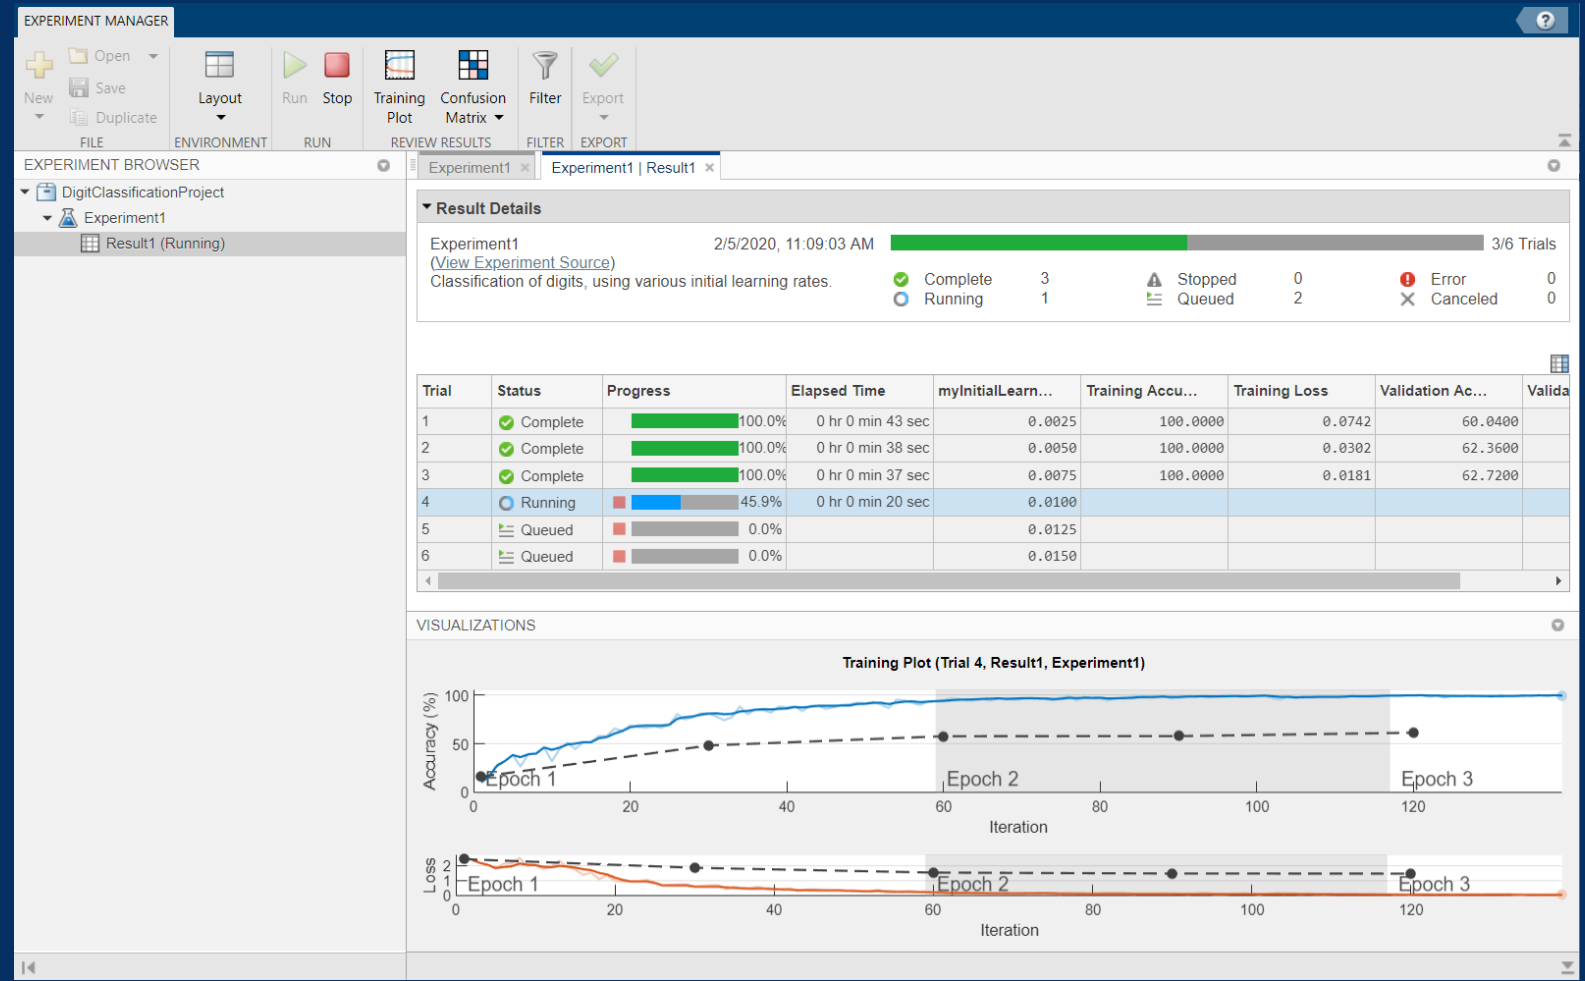 EXPERIMENT MANAGER
?
New
Open
Save
Duplicate
FILE
Layout
ENVIRONMENT
Run
Stop
RUN
Training
Plot
Confusion
Matrix
REVIEW RESULTS
Filter
FILTER
Export
EXPORT
EXPERIMENT BROWSER
DigitClassificationProject
Experiment1
Result1 (Running)
Experiment1
Experiment1 | Result1
Result Details
Experiment1 2/5/2020, 11:09:03 AM 3/6 Trials
(View Experiment Source)
Classification of digits, using various initial learning rates.
Complete 3 Stopped 0 Error 0
Running 1 Queued 2 Canceled 0
Trial Status Progress Elapsed Time myInitialLearn... Training Accu... Training Loss Validation Ac... Valida
1 Complete 100.0% 0 hr 0 min 43 sec 0.0025 100.0000 0.0742 60.0400
2 Complete 100.0% 0 hr 0 min 38 sec 0.0050 100.0000 0.0302 62.3600
3 Complete 100.0% 0 hr 0 min 37 sec 0.0075 100.0000 0.0181 62.7200
4 Running 45.9% 0 hr 0 min 20 sec 0.0100
5 Queued 0.0% 0.0125
6 Queued 0.0% 0.0150
VISUALIZATIONS
Training Plot (Trial 4, Result1, Experiment1)
Accuracy (%)
100
50
0
Epoch 1 Epoch 2 Epoch 3
0 20 40 60 80 100 120
Iteration
Loss
2
1
0
Epoch 1 Epoch 2 Epoch 3
0 20 40 60 80 100 120
Iteration